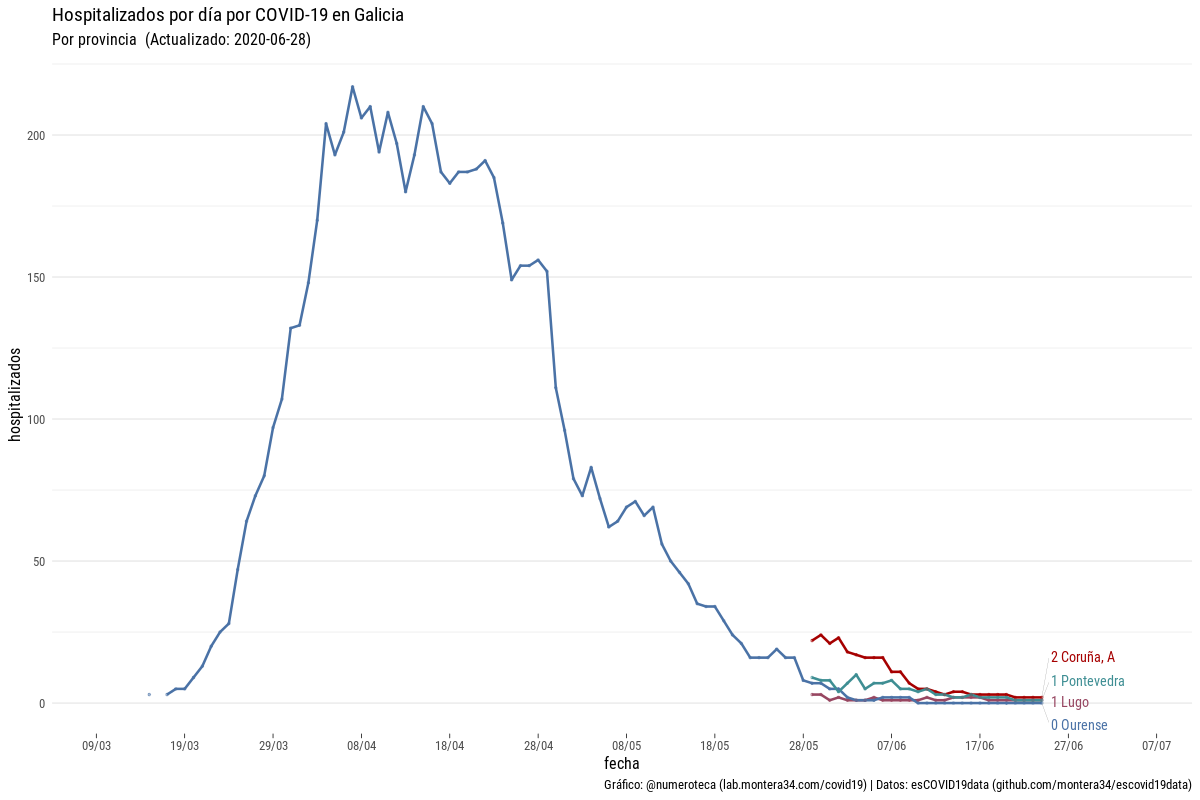 Hospitalizados por día por COVID-19 en Galicia
Por provincia (Actualizado: 2020-06-28)
hospitalizados
200
150
100
50
0
2 Coruña, A
1 Pontevedra
1 Lugo
0 Ourense
09/03 19/03 29/03 08/04 18/04 28/04 08/05 18/05 28/05 07/06 17/06 27/06 07/07
fecha
Gráfico: @numeroteca (lab.montera34.com/covid19) | Datos: esCOVID19data (github.com/montera34/escovid19data)